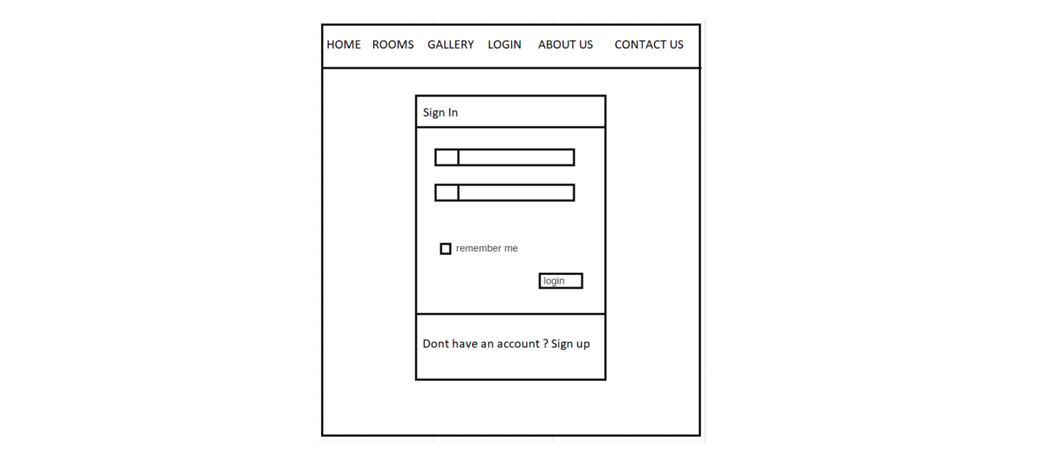 HOME ROOMS GALLERY LOGIN ABOUT US CONTACT US
Sign In
remember me
login
Dont have an account ? Sign up